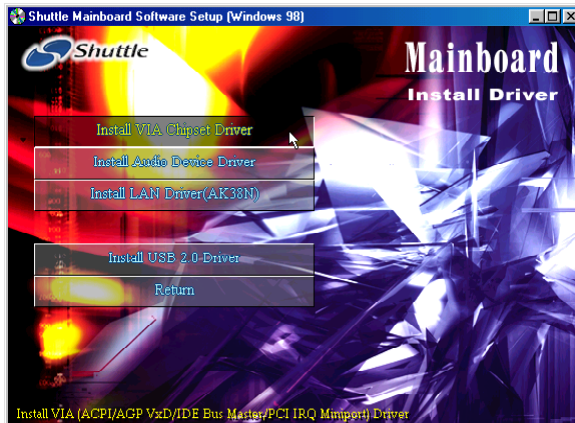 Shuttle Mainboard Software Setup (Windows 98)
Shuttle
Mainboard
Install Driver
Install VIA Chipset Driver
Install Audio Device Driver
Install LAN Driver(AK38N)
Install USB 2.0 Driver
Return
Install VIA (ACPI/AGP VxD/IDE Bus Master/PCI IRQ Miniport) Driver